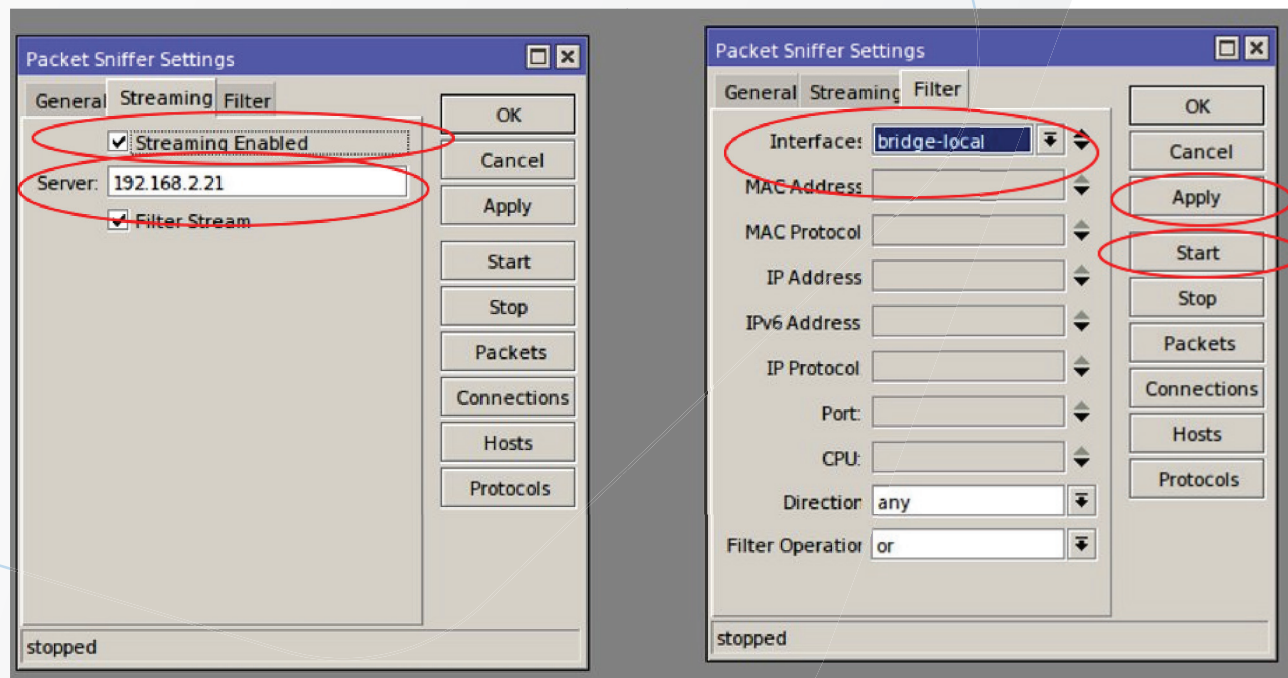 Packet Sniffer Settings
General Streaming Filter
Streaming Enabled
Server: 192.168.2.21
Filter Stream
OK
Cancel
Apply
Start
Stop
Packets
Connections
Hosts
Protocols
stopped
Packet Sniffer Settings
General Streaming Filter
Interfaces bridge-local
MAC Address
MAC Protocol
IP Address
IPv6 Address
IP Protocol
Port:
CPU:
Direction any
Filter Operation or
OK
Cancel
Apply
Start
Stop
Packets
Connections
Hosts
Protocols
stopped